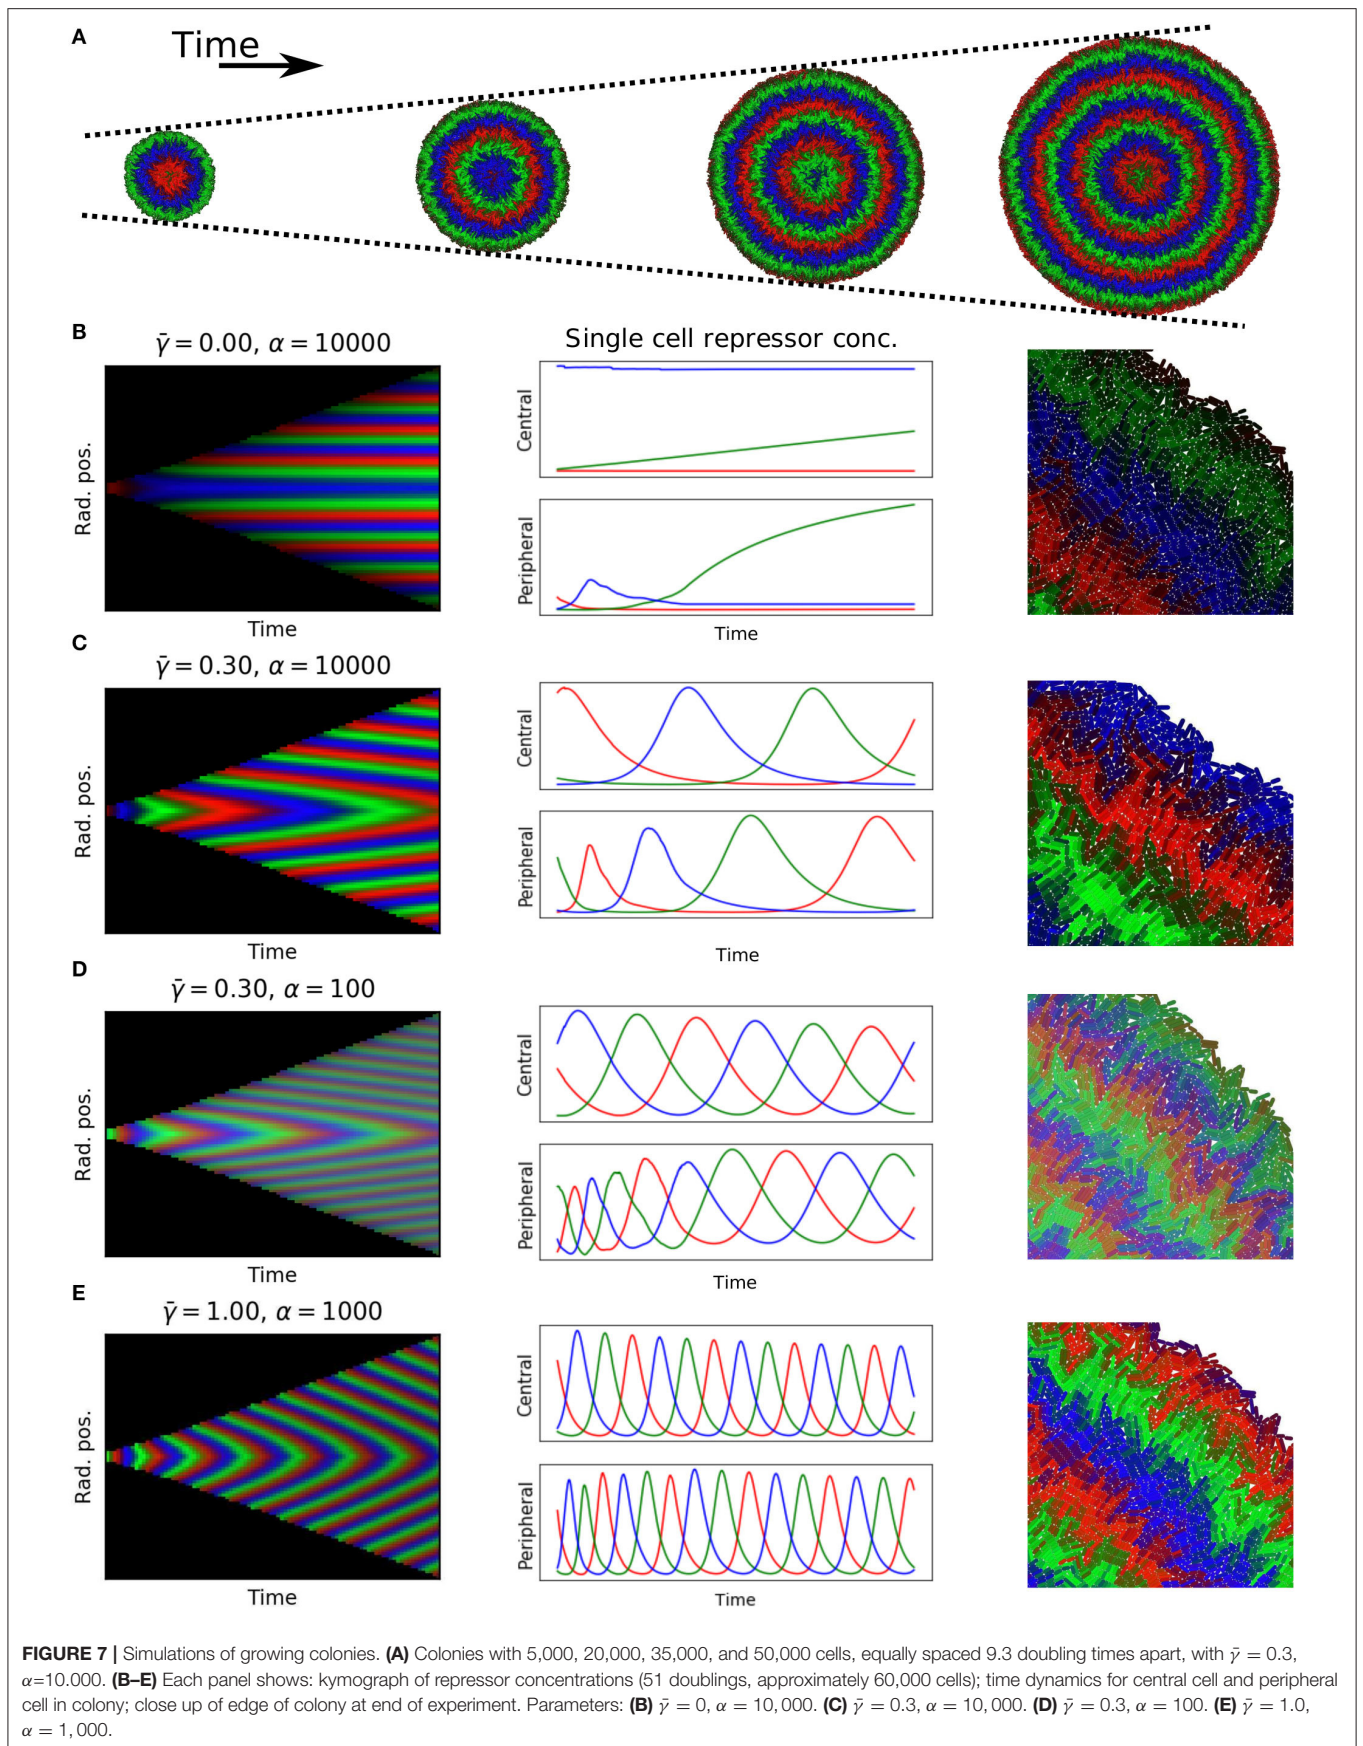 A
Time
B
γ̄ = 0.00, α = 10000
Rad. pos.
Time
Single cell repressor conc.
Central
Peripheral
Time
C
γ̄ = 0.30, α = 10000
Rad. pos.
Time
Central
Peripheral
Time
D
γ̄ = 0.30, α = 100
Rad. pos.
Time
Central
Peripheral
Time
E
γ̄ = 1.00, α = 1000
Rad. pos.
Time
Central
Peripheral
Time
FIGURE 7 | Simulations of growing colonies. (A) Colonies with 5,000, 20,000, 35,000, and 50,000 cells, equally spaced 9.3 doubling times apart, with γ̄ = 0.3,
α=10.000. (B–E) Each panel shows: kymograph of repressor concentrations (51 doublings, approximately 60,000 cells); time dynamics for central cell and peripheral
cell in colony; close up of edge of colony at end of experiment. Parameters: (B) γ̄ = 0, α = 10,000. (C) γ̄ = 0.3, α = 10,000. (D) γ̄ = 0.3, α = 100. (E) γ̄ = 1.0,
α = 1,000.